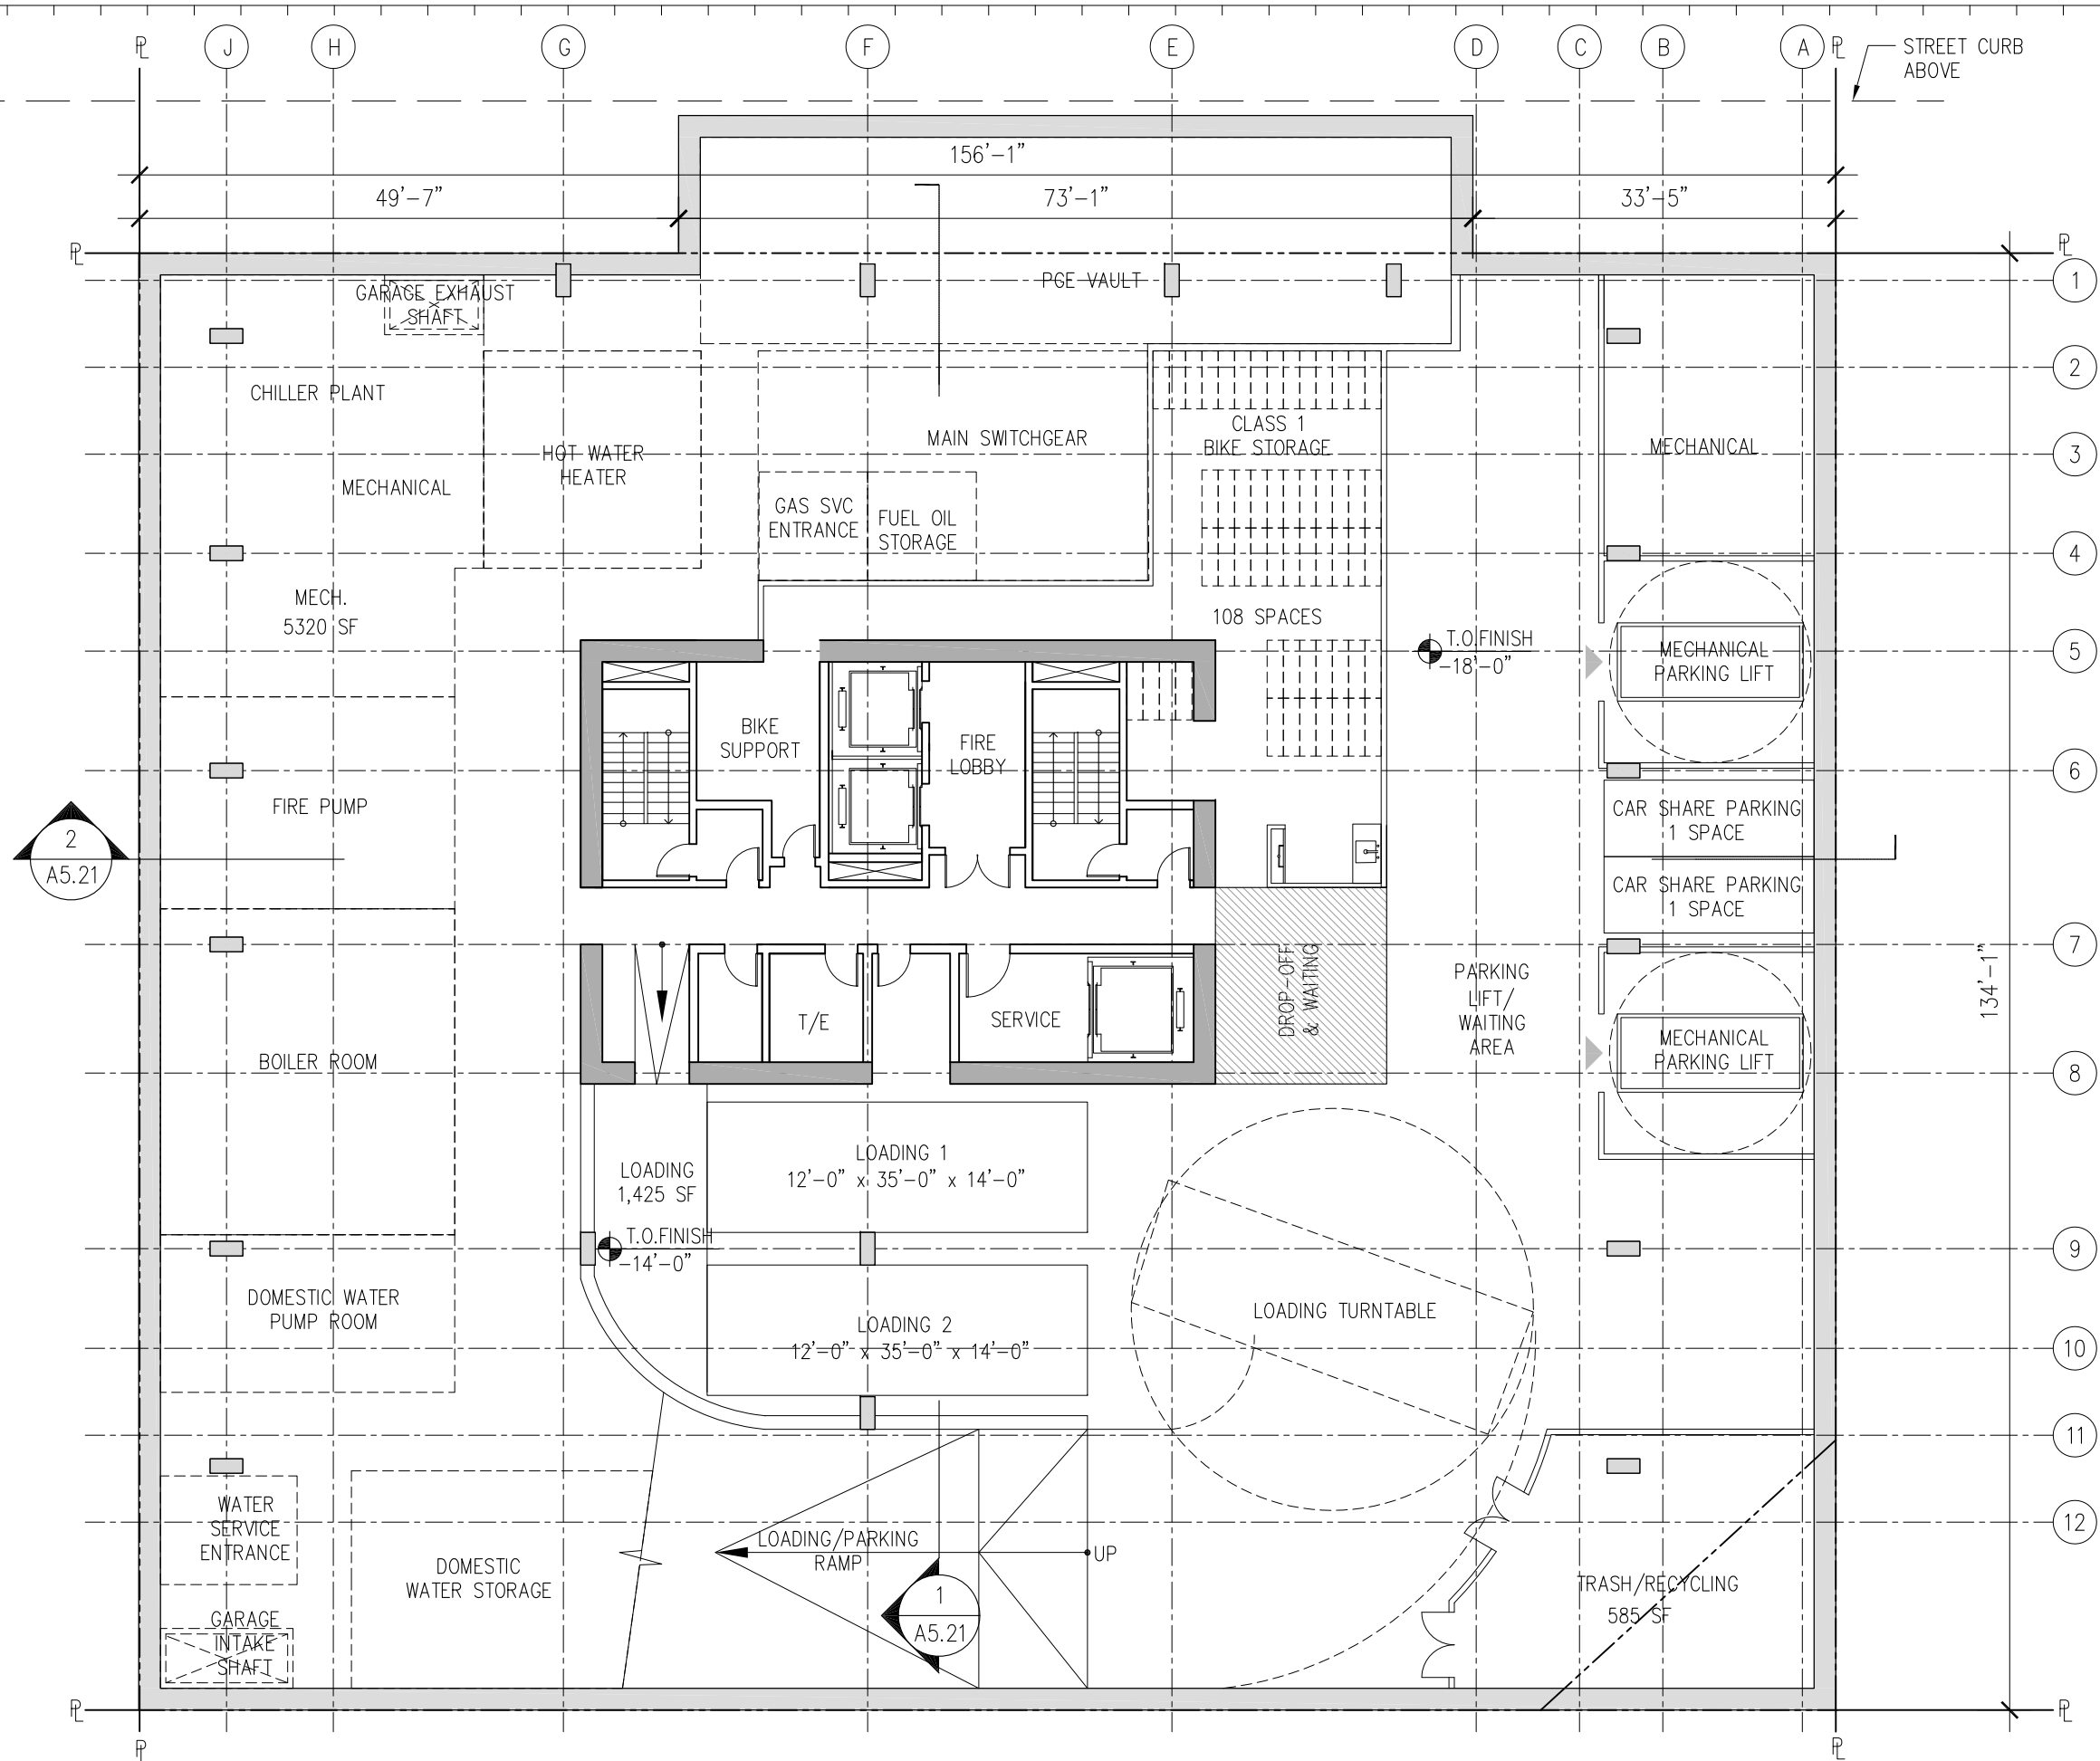 PL
J
H
G
F
E
D
C
B
A
PL
STREET CURB
ABOVE
156'-1"
49'-7"
73'-1"
33'-5"
PL
PL
GARAGE EXHAUST
SHAFT
PGE VAULT
1
2
3
4
5
6
7
8
9
10
11
12
CHILLER PLANT
MECHANICAL
HOT WATER
HEATER
MAIN SWITCHGEAR
GAS SVC
ENTRANCE
FUEL OIL
STORAGE
CLASS 1
BIKE STORAGE
108 SPACES
MECHANICAL
MECH.
5320 SF
T.O.FINISH
-18'-0"
MECHANICAL
PARKING LIFT
BIKE
SUPPORT
FIRE
LOBBY
FIRE PUMP
2
A5.21
CAR SHARE PARKING
1 SPACE
CAR SHARE PARKING
1 SPACE
DROP-OFF
& WAITING
PARKING
LIFT/
WAITING
AREA
134'-1"
T/E
SERVICE
MECHANICAL
PARKING LIFT
BOILER ROOM
LOADING
1,425 SF
LOADING 1
12'-0" x 35'-0" x 14'-0"
T.O.FINISH
-14'-0"
DOMESTIC WATER
PUMP ROOM
LOADING 2
12'-0" x 35'-0" x 14'-0"
LOADING TURNTABLE
WATER
SERVICE
ENTRANCE
DOMESTIC
WATER STORAGE
LOADING/PARKING
RAMP
UP
1
A5.21
TRASH/RECYCLING
585 SF
GARAGE
INTAKE
SHAFT
PL
PL
PL
PL